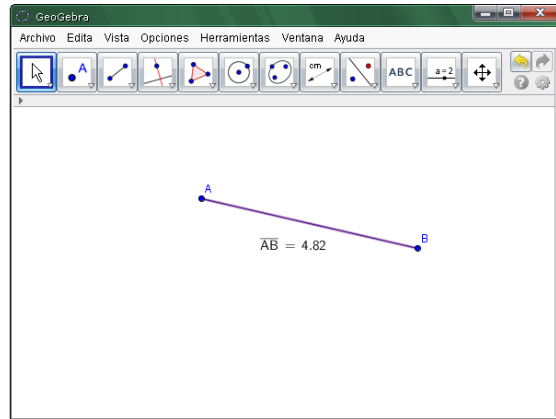 GeoGebra
Archivo Edita Vista Opciones Herramientas Ventana Ayuda
A cm ABC a=2
A
B
AB = 4.82